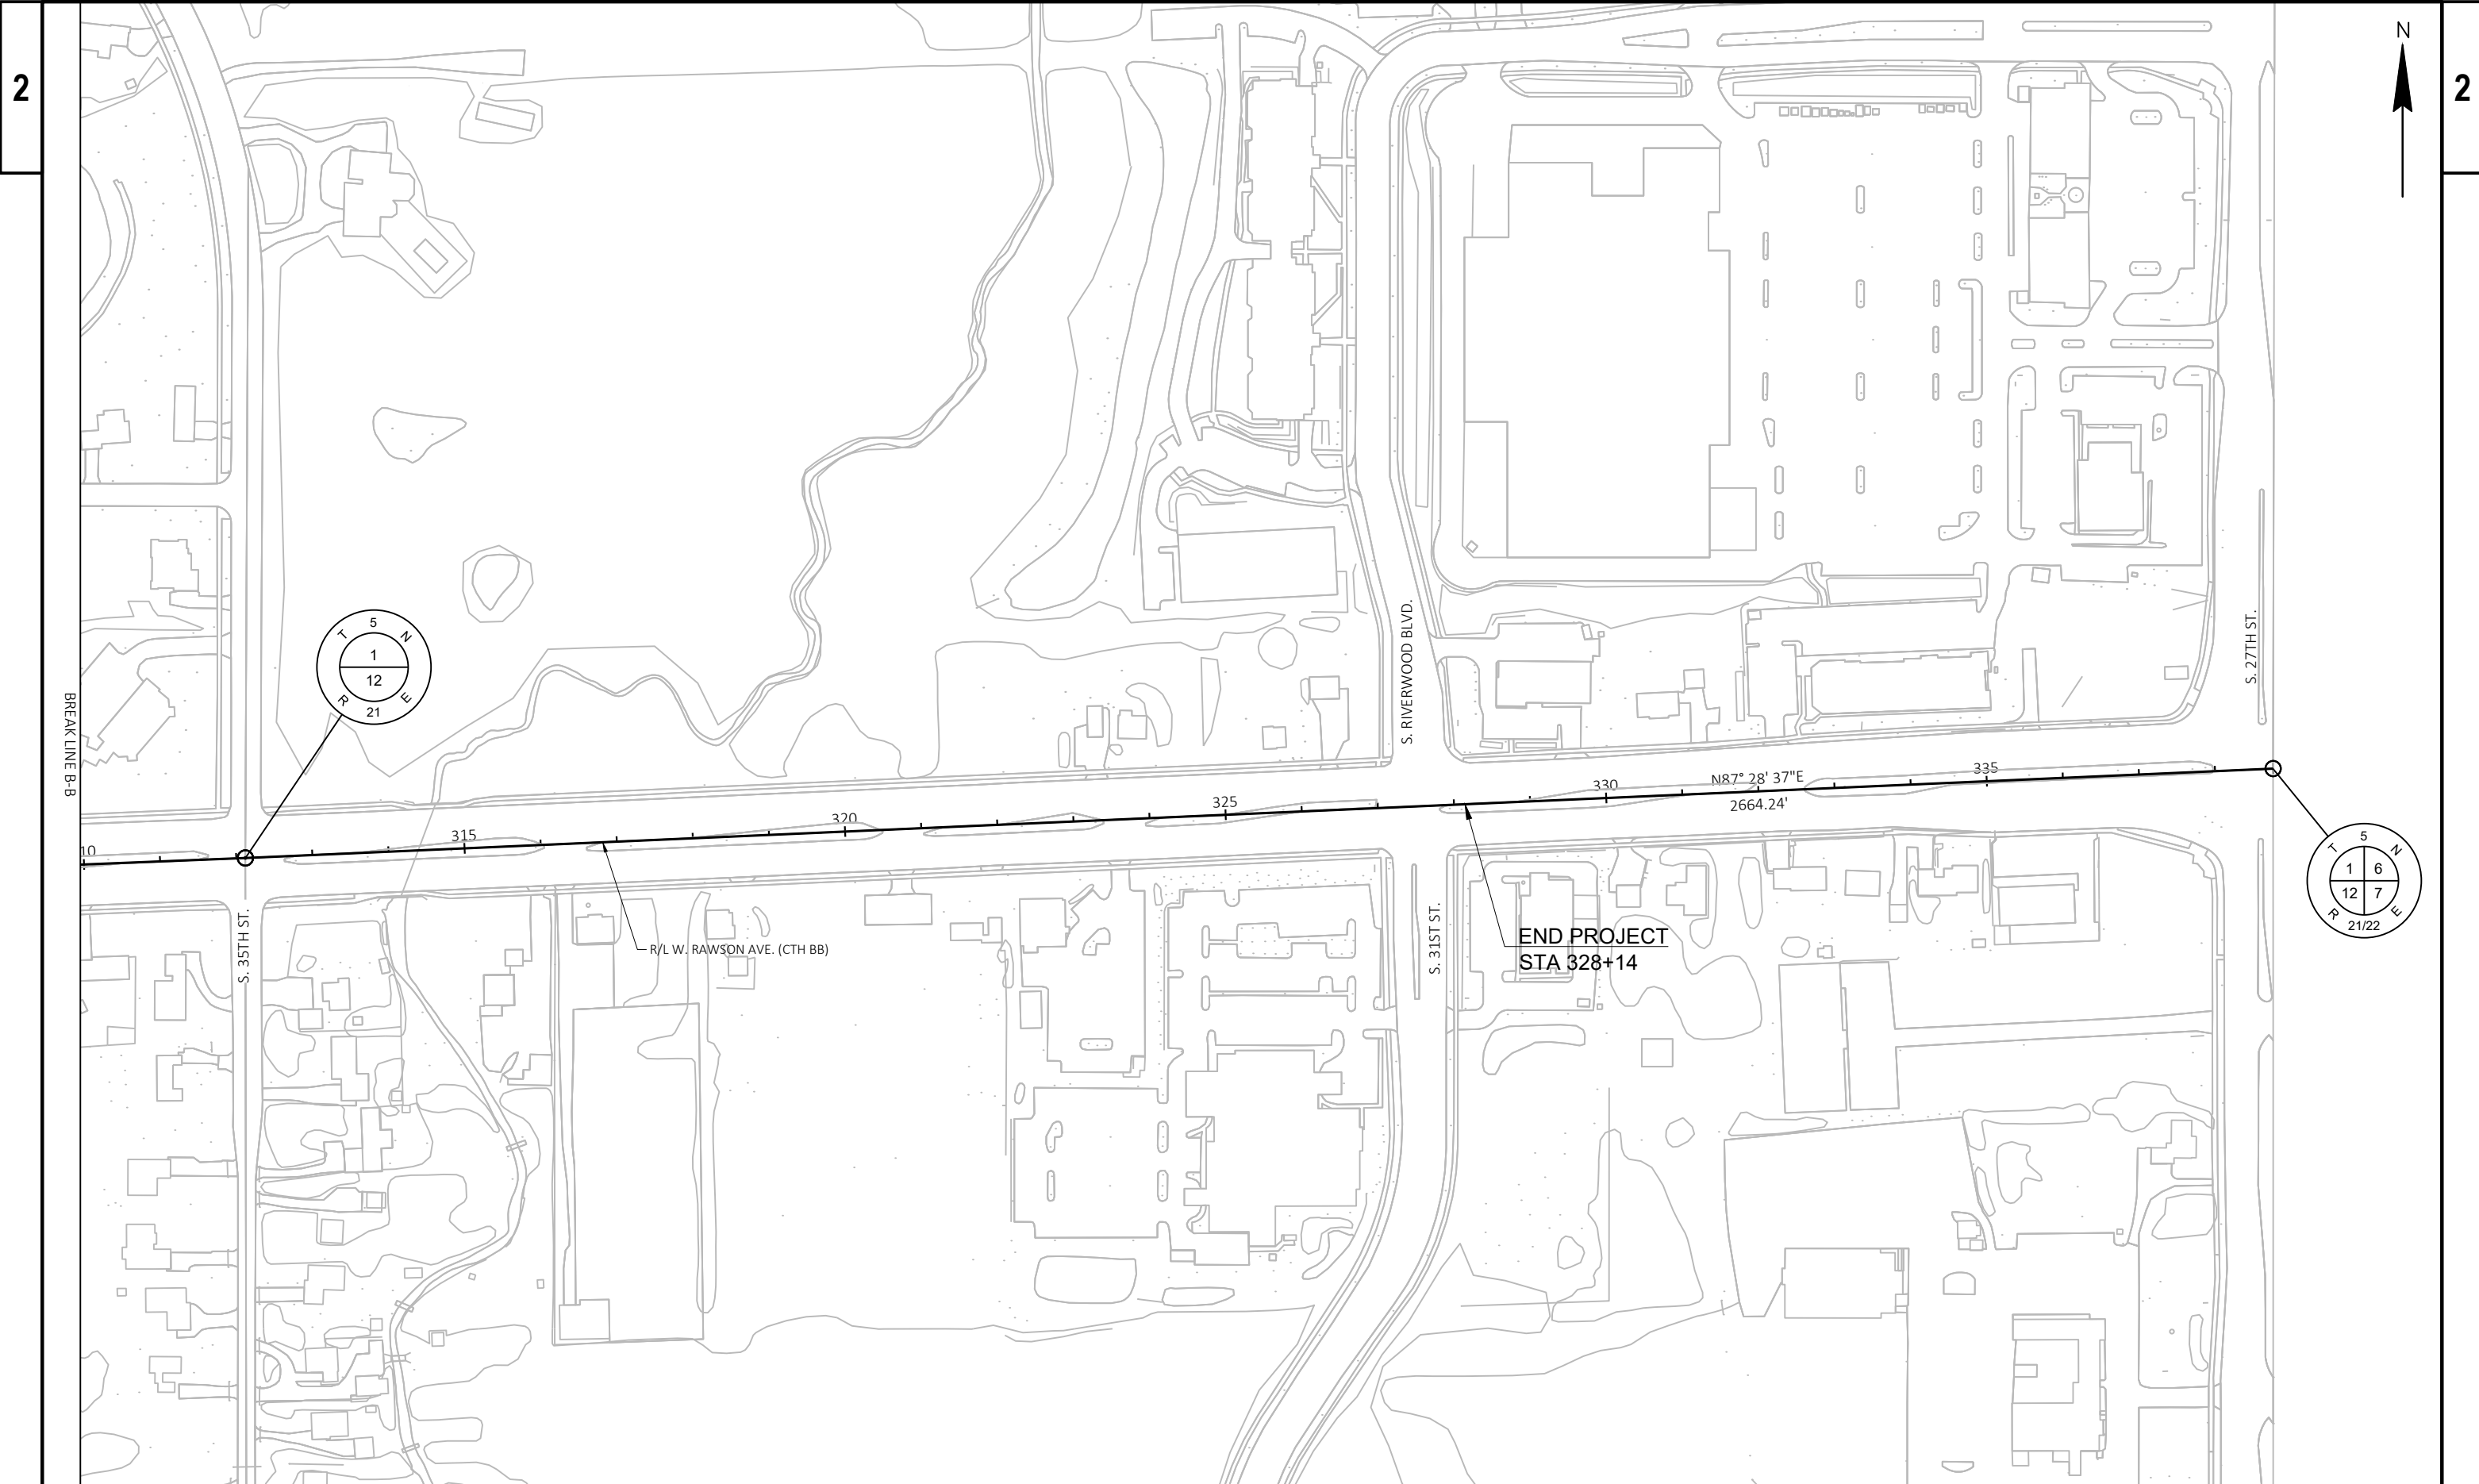 2
2
N
S. RIVERWOOD BLVD.
S. 27TH ST.
BREAK LINE B-B
T 5 N
1
12
R 21 E
10
315
320
325
330
N87° 28' 37"E
2664.24'
335
T 5 N
1 6
12 7
R 21/22 E
S. 35TH ST.
R/L W. RAWSON AVE. (CTH BB)
S. 31ST ST.
END PROJECT
STA 328+14